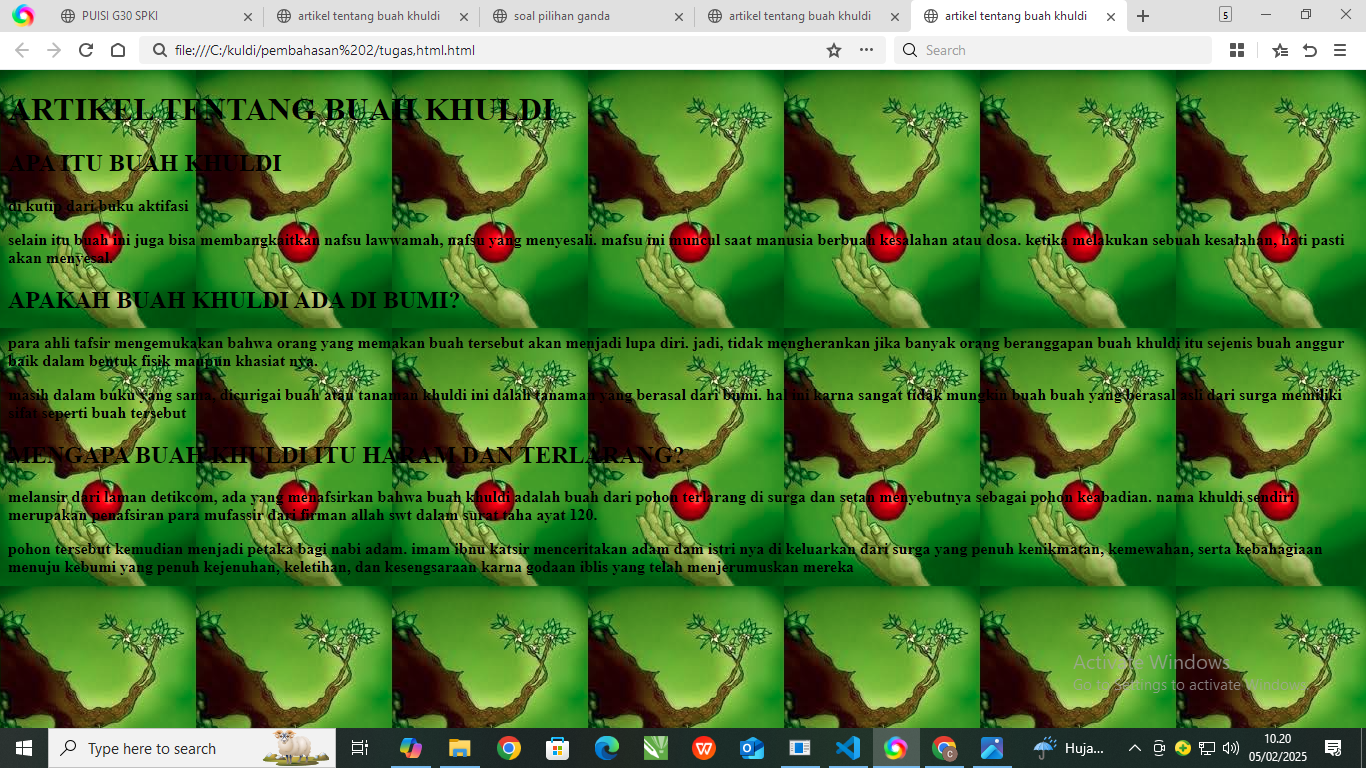 PUISI G30 SPKI
artikel tentang buah khuldi
soal pilihan ganda
artikel tentang buah khuldi
artikel tentang buah khuldi
5
file:///C:/kuldi/pembahasan%202/tugas,html.html
Search
ARTIKEL TENTANG BUAH KHULDI
APA ITU BUAH KHULDI
di kutip dari buku aktifasi
selain itu buah ini juga bisa membangkaitkan nafsu lawwamah, nafsu yang menyesali. mafsu ini muncul saat manusia berbuah kesalahan atau dosa. ketika melakukan sebuah kesalahan, hati pasti
akan menyesal.
APAKAH BUAH KHULDI ADA DI BUMI?
para ahli tafsir mengemukakan bahwa orang yang memakan buah tersebut akan menjadi lupa diri. jadi, tidak mengherankan jika banyak orang beranggapan buah khuldi itu sejenis buah anggur
baik dalam bentuk fisik maupun khasiat nya.
masih dalam buku yang sama, dicurigai buah atau tanaman khuldi ini dalah tanaman yang berasal dari bumi. hal ini karna sangat tidak mungkin buah buah yang berasal asli dari surga memiliki
sifat seperti buah tersebut
MENGAPA BUAH KHULDI ITU HARAM DAN TERLARANG?
melansir dari laman detikcom, ada yang menafsirkan bahwa buah khuldi adalah buah dari pohon terlarang di surga dan setan menyebutnya sebagai pohon keabadian. nama khuldi sendiri
merupakan penafsiran para mufassir dari firman allah swt dalam surat taha ayat 120.
pohon tersebut kemudian menjadi petaka bagi nabi adam. imam ibnu katsir menceritakan adam dam istri nya di keluarkan dari surga yang penuh kenikmatan, kemewahan, serta kebahagiaan
menuju kebumi yang penuh kejenuhan, keletihan, dan kesengsaraan karna godaan iblis yang telah menjerumuskan mereka
Activate Windows
Go to Settings to activate Windows.
Type here to search
Huja...
10.20
05/02/2025